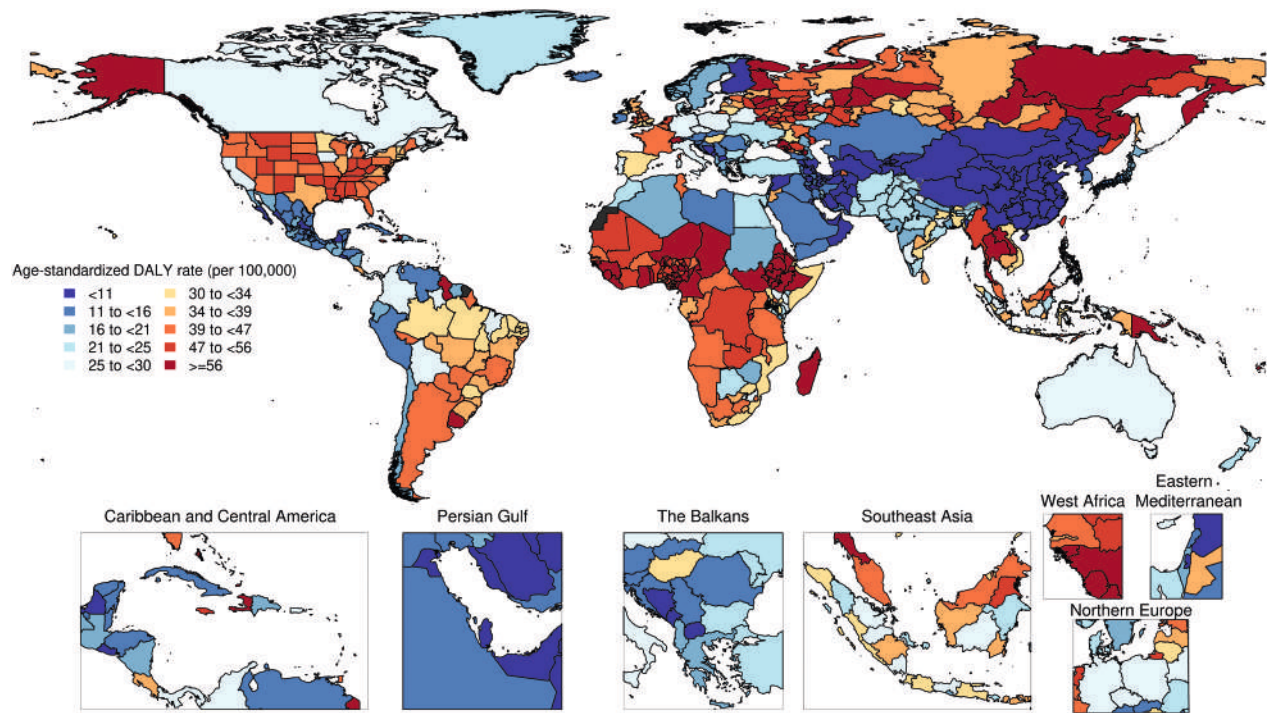 Age-standardized DALY rate (per 100,000)
<11
11 to <16
16 to <21
21 to <25
25 to <30
30 to <34
34 to <39
39 to <47
47 to <56
>=56
Caribbean and Central America
Persian Gulf
The Balkans
Southeast Asia
West Africa
Eastern
Mediterranean
Northern Europe